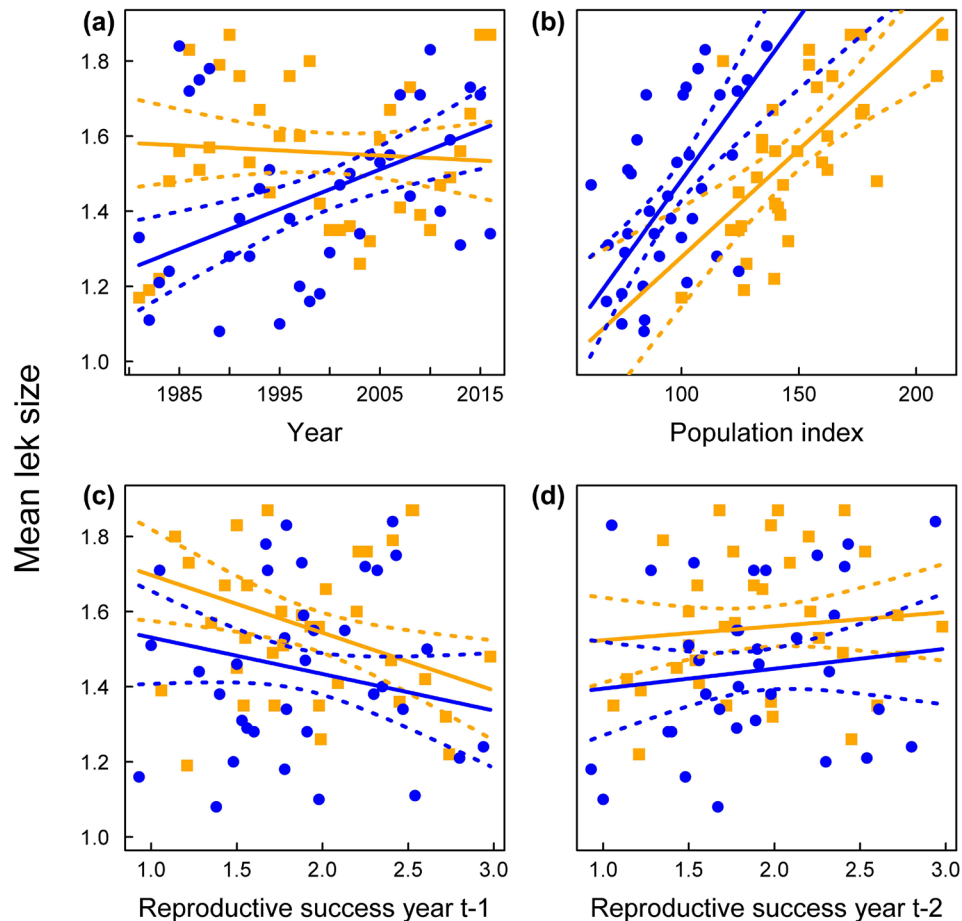 (a)
(b)
1.8
1.6
1.4
1.2
1.0
1985 1995 2005 2015
100 150 200
Year
Population index
Mean lek size
(c)
(d)
1.8
1.6
1.4
1.2
1.0
1.0 1.5 2.0 2.5 3.0
1.0 1.5 2.0 2.5 3.0
Reproductive success year t-1
Reproductive success year t-2